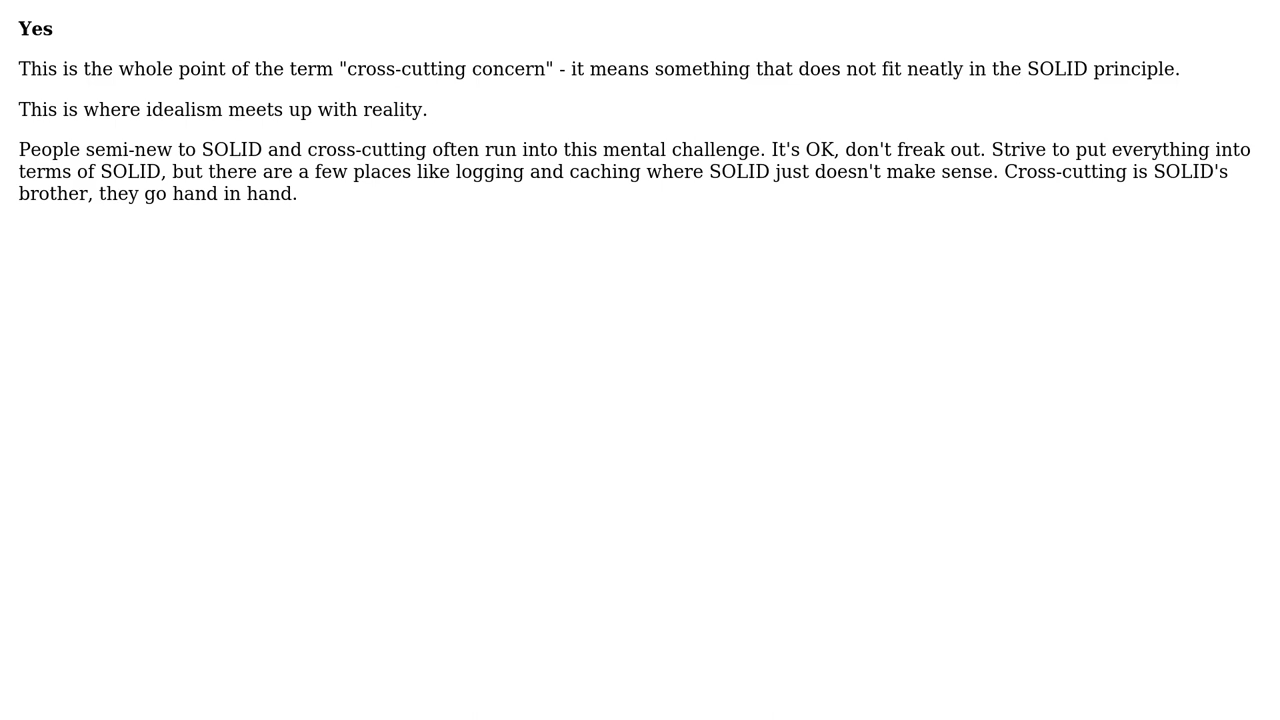 Yes
This is the whole point of the term "cross-cutting concern" - it means something that does not fit neatly in the SOLID principle.
This is where idealism meets up with reality.
People semi-new to SOLID and cross-cutting often run into this mental challenge. It's OK, don't freak out. Strive to put everything into
terms of SOLID, but there are a few places like logging and caching where SOLID just doesn't make sense. Cross-cutting is SOLID's
brother, they go hand in hand.